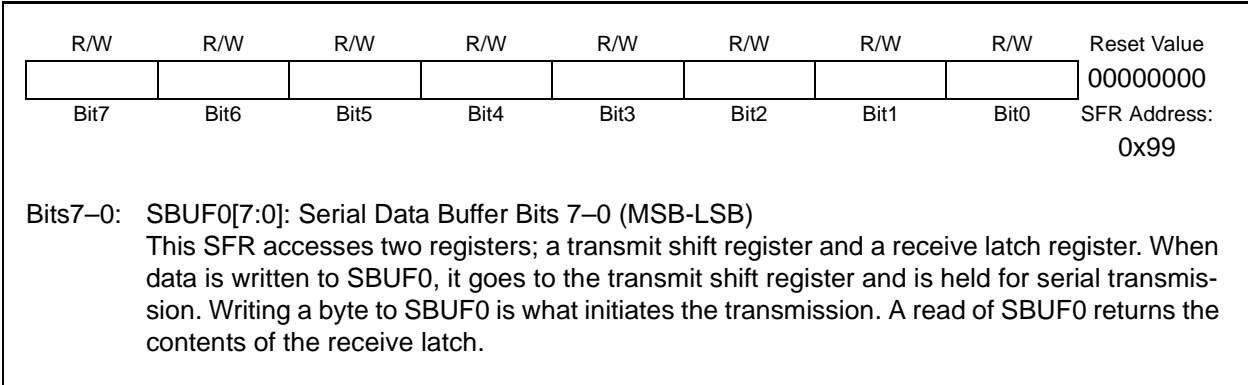 R/W R/W R/W R/W R/W R/W R/W R/W Reset Value
00000000
Bit7 Bit6 Bit5 Bit4 Bit3 Bit2 Bit1 Bit0 SFR Address:
0x99
Bits7–0: SBUF0[7:0]: Serial Data Buffer Bits 7–0 (MSB-LSB)
This SFR accesses two registers; a transmit shift register and a receive latch register. When
data is written to SBUF0, it goes to the transmit shift register and is held for serial transmis-
sion. Writing a byte to SBUF0 is what initiates the transmission. A read of SBUF0 returns the
contents of the receive latch.